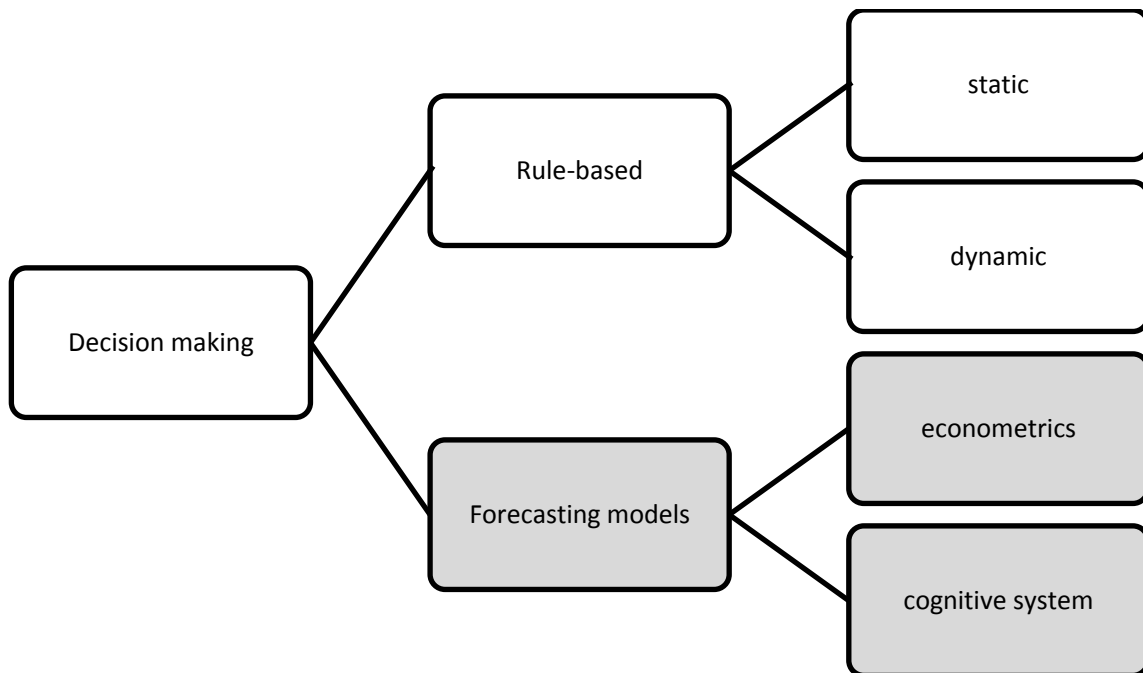 static
Rule-based
dynamic
Decision making
econometrics
Forecasting models
cognitive system